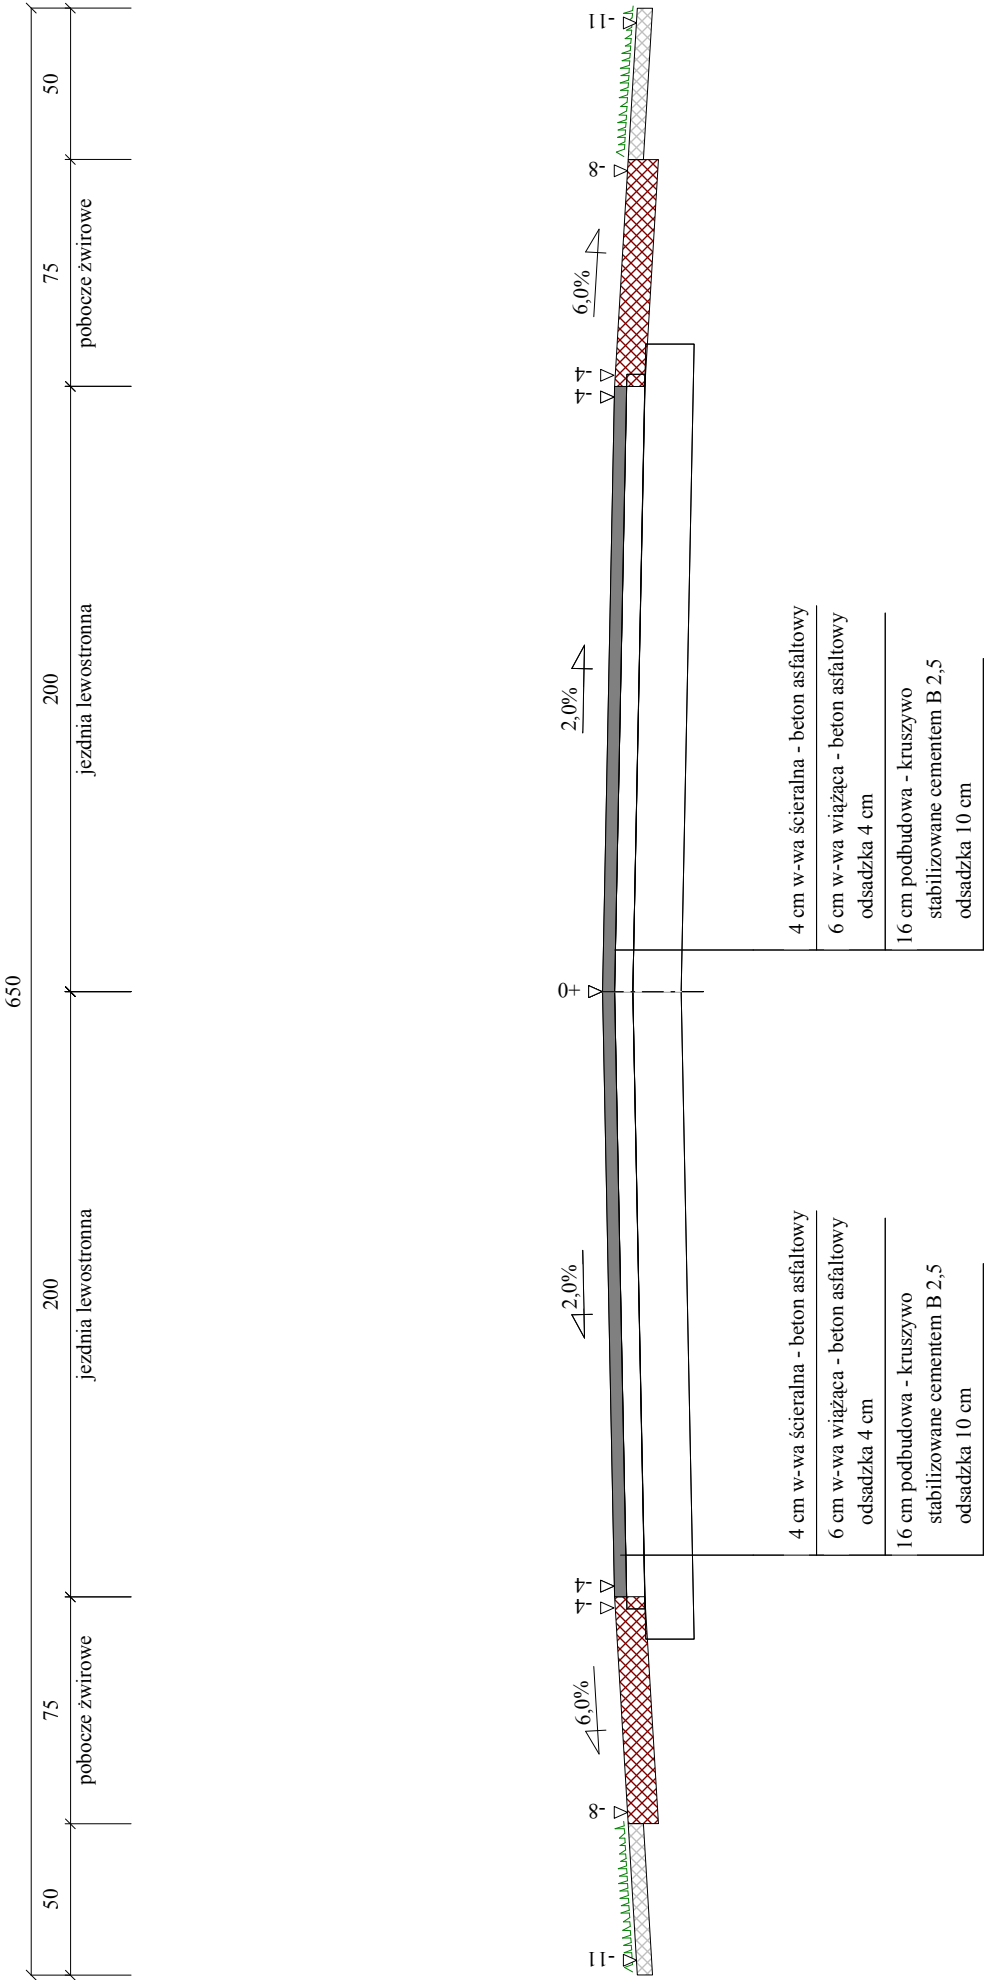 650
50
75
200
200
75
50
pobocze żwirowe
jezdnia lewostronna
jezdnia lewostronna
pobocze żwirowe
-11
-8
-4
-4
+0
-4
-4
-8
-11
6,0%
2,0%
2,0%
6,0%
4 cm w-wa ścieralna - beton asfaltowy
6 cm w-wa wiążąca - beton asfaltowy
odsadzka 4 cm
16 cm podbudowa - kruszywo
stabilizowane cementem B 2,5
odsadzka 10 cm
4 cm w-wa ścieralna - beton asfaltowy
6 cm w-wa wiążąca - beton asfaltowy
odsadzka 4 cm
16 cm podbudowa - kruszywo
stabilizowane cementem B 2,5
odsadzka 10 cm